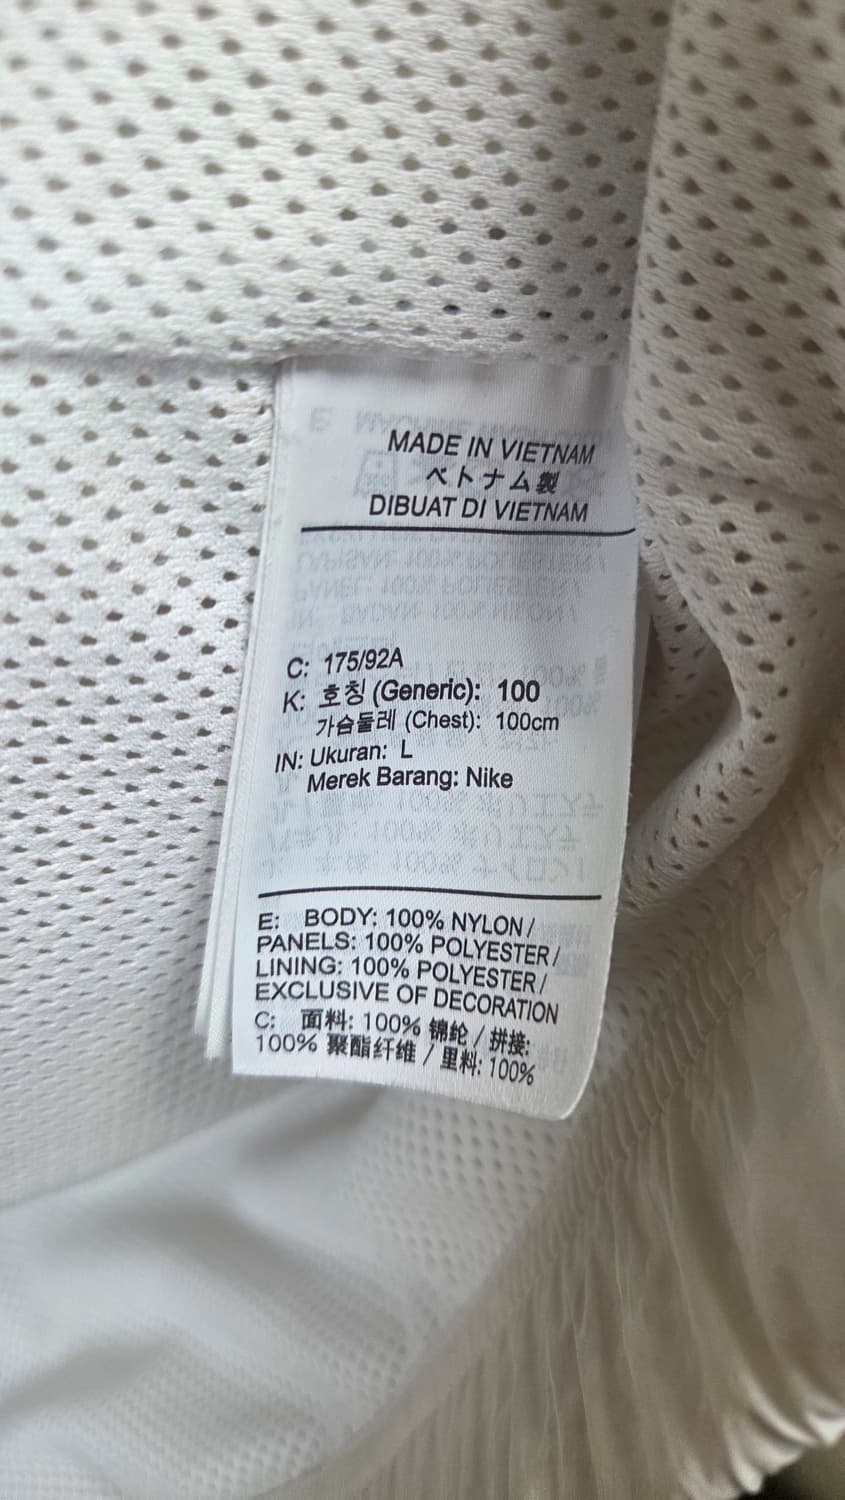 MADE IN VIETNAM
ベトナム製
DIBUAT DI VIETNAM
C: 175/92A
K: 호칭 (Generic): 100
가슴둘레 (Chest): 100cm
IN: Ukuran: L
Merek Barang: Nike
E: BODY: 100% NYLON /
PANELS: 100% POLYESTER /
LINING: 100% POLYESTER /
EXCLUSIVE OF DECORATION
C: 面料: 100% 锦纶 / 拼接:
100% 聚酯纤维 / 里料: 100%